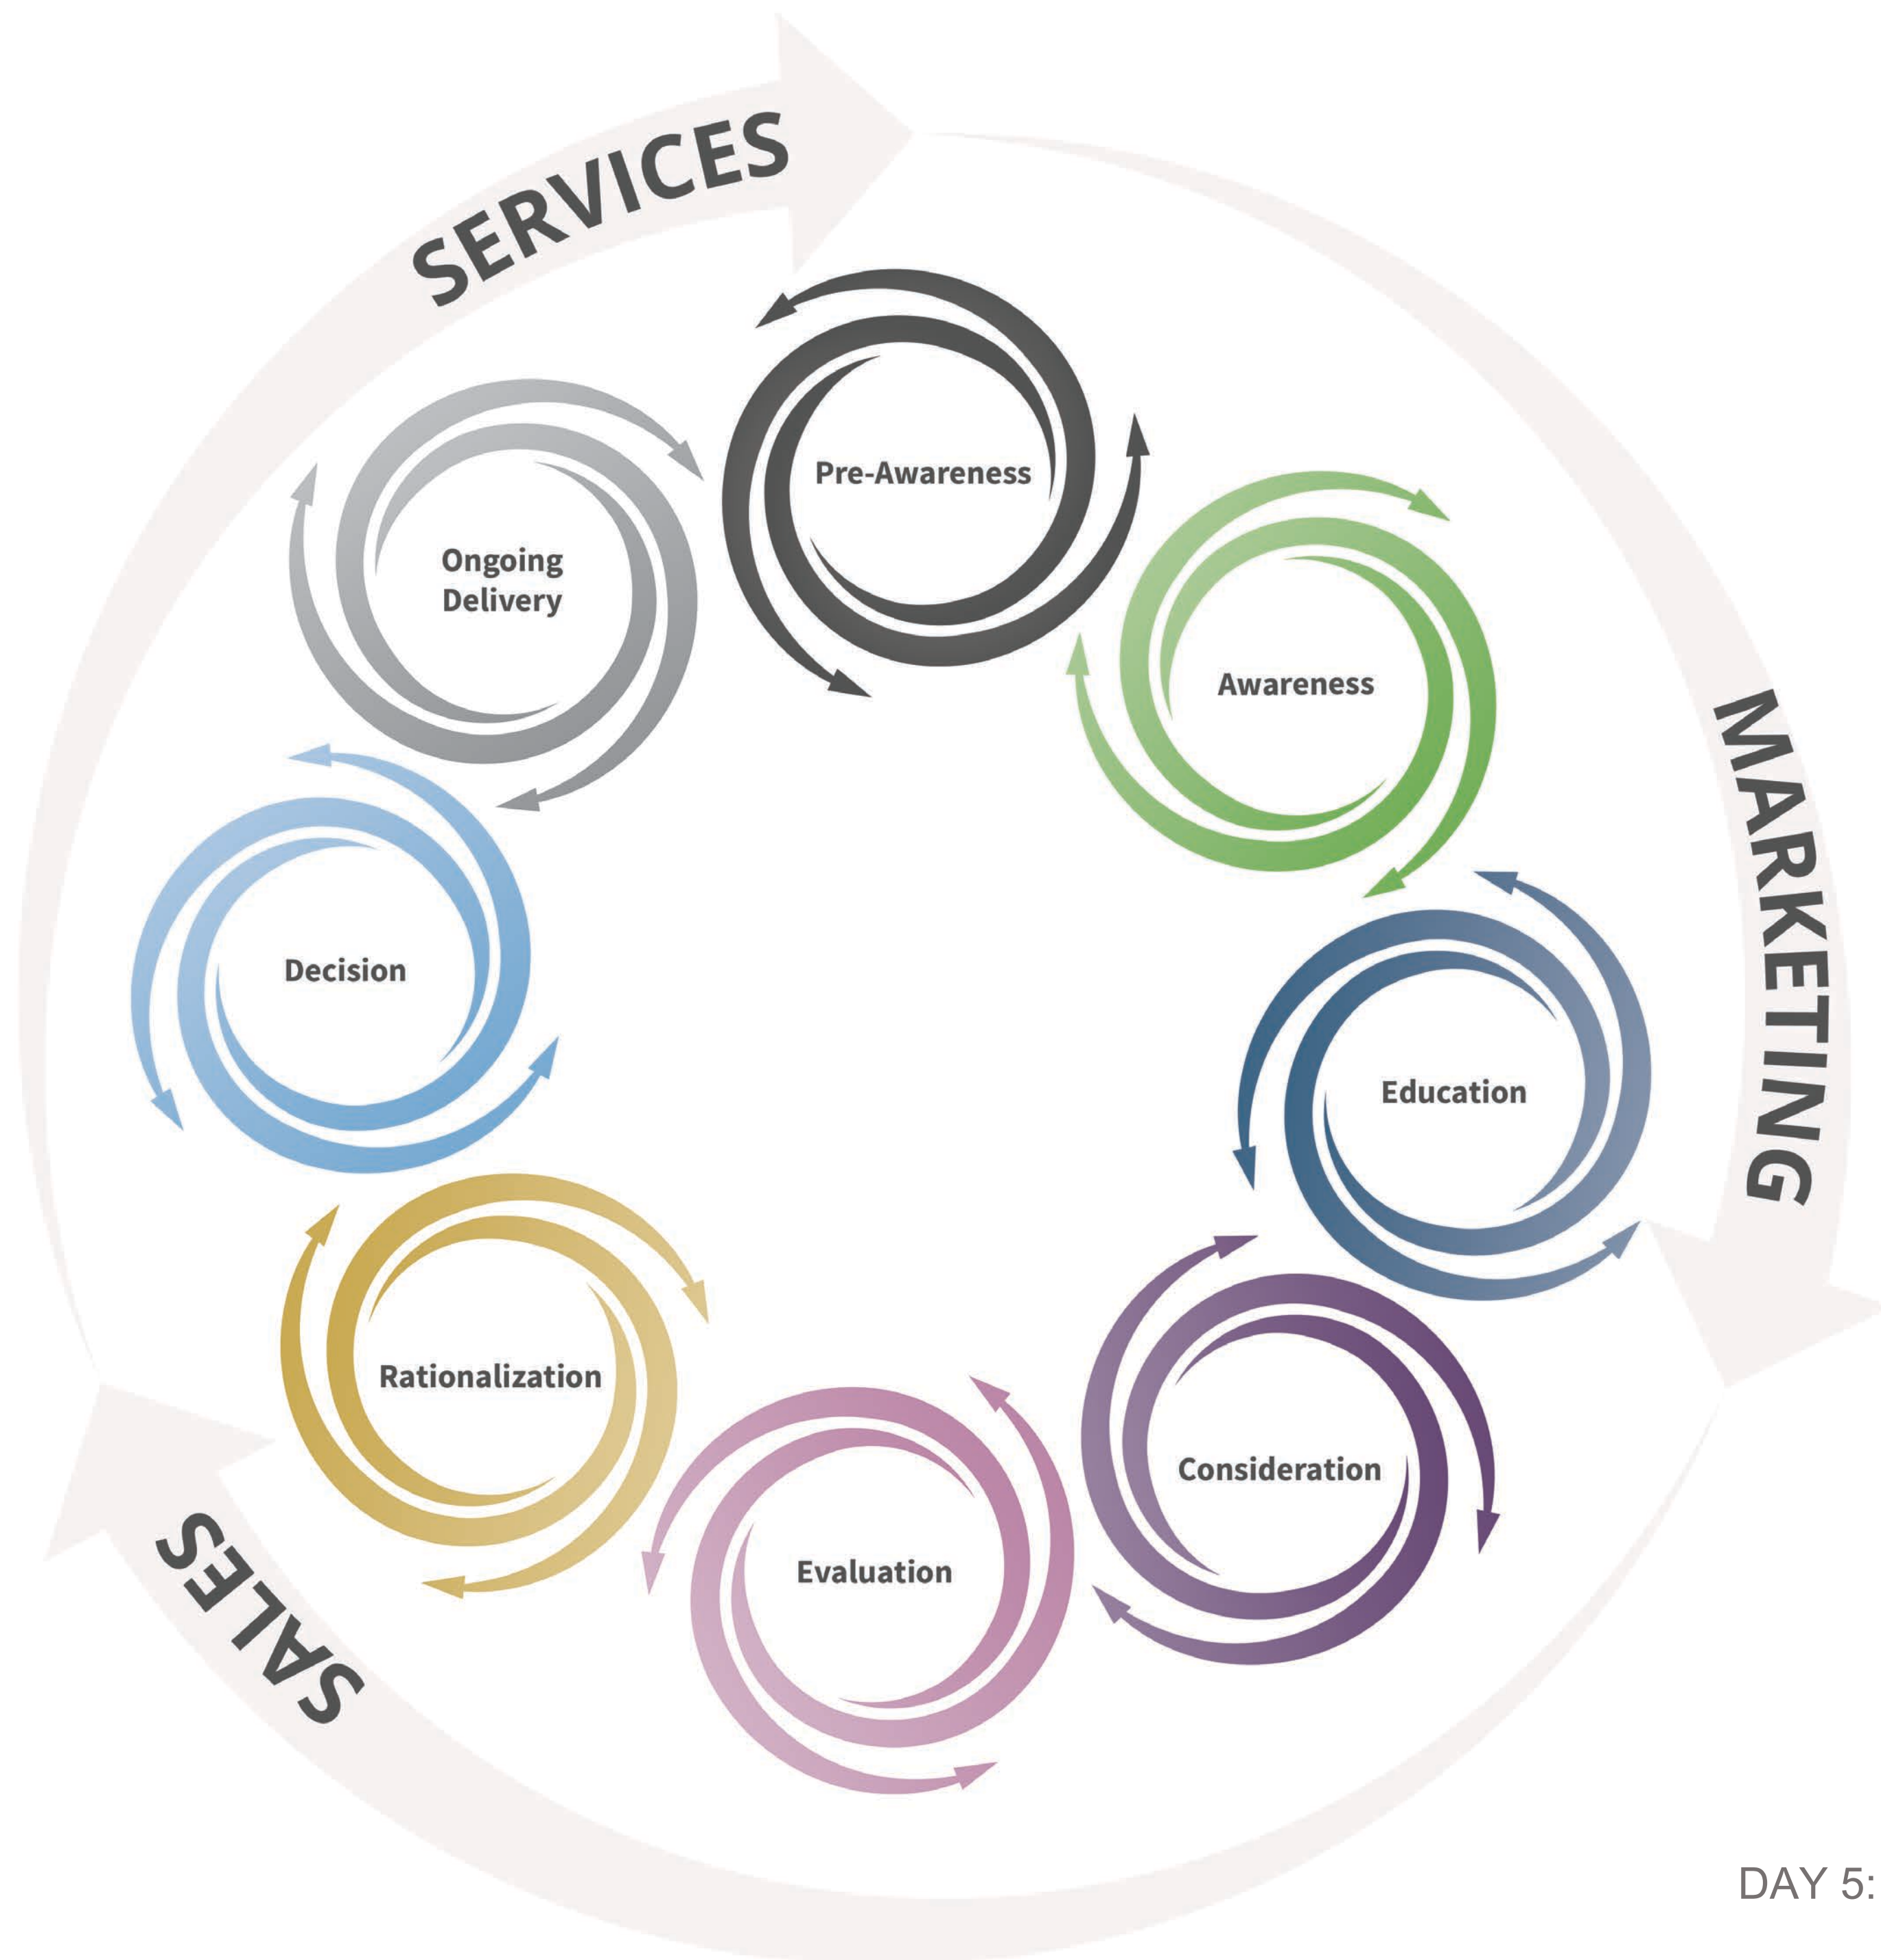 SERVICES
Pre-Awareness
Ongoing
Delivery
Awareness
MARKETING
Decision
Education
Rationalization
Consideration
Evaluation
SALES
DAY 5: